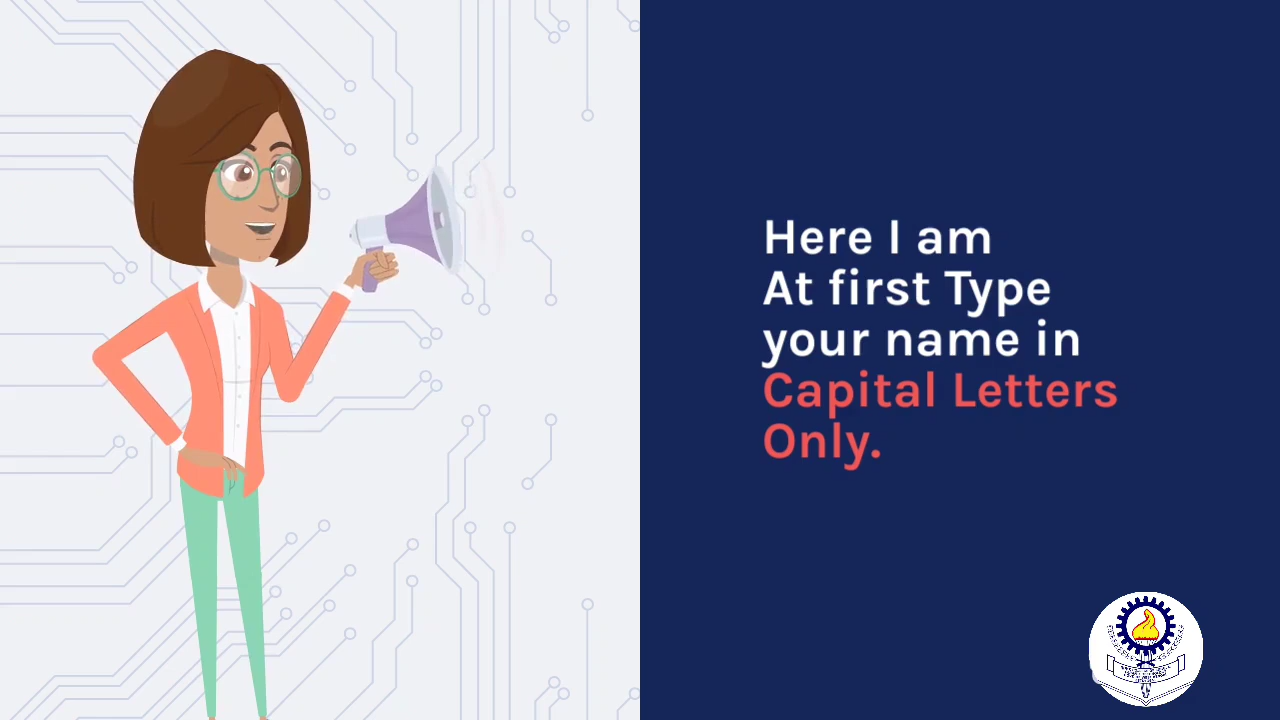 Here I am
At first Type
your name in
Capital Letters
Only.